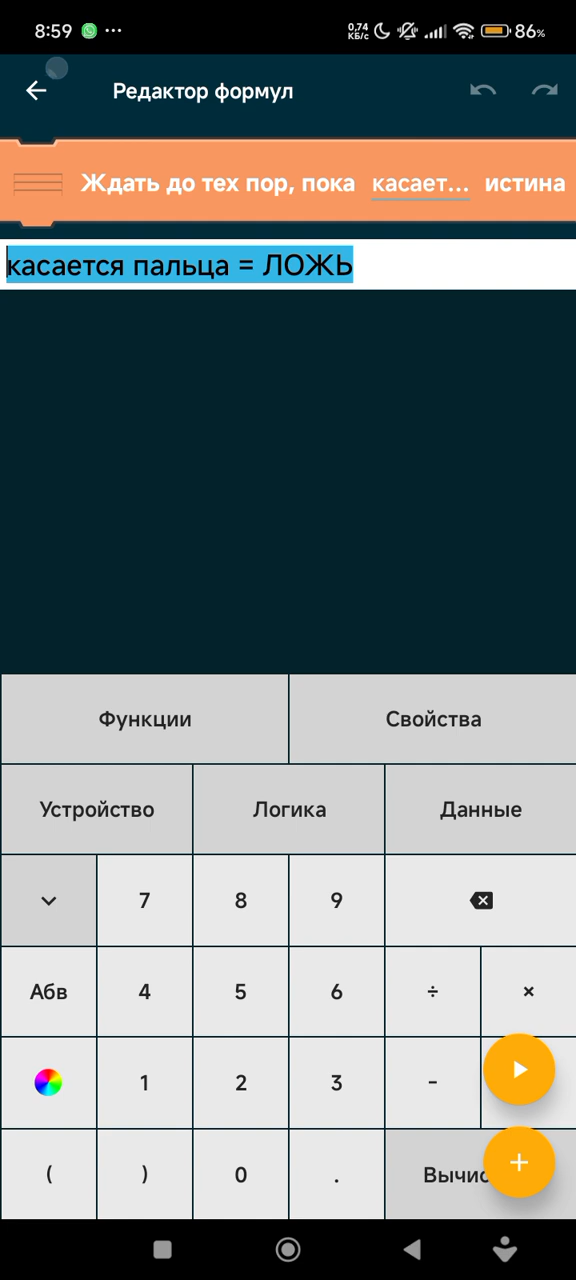 8:59 ... 0,74 КБ/с 86%
Редактор формул
Ждать до тех пор, пока касает... истина
касается пальца = ЛОЖЬ
Функции Свойства
Устройство Логика Данные
7 8 9
Абв 4 5 6 ÷ ×
1 2 3 -
( ) 0 . Вычис